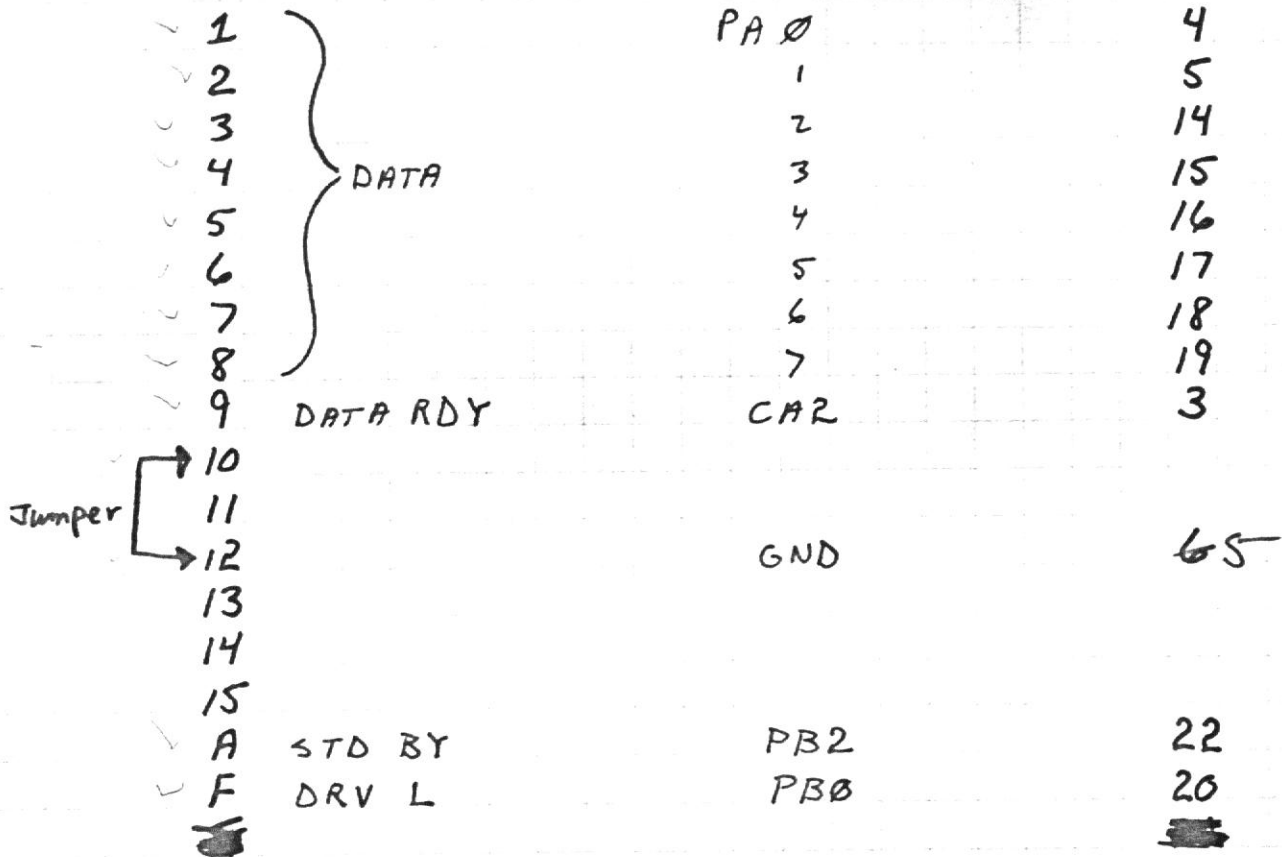 1 PA Ø 4
2 1 5
3 2 14
4 DATA 3 15
5 4 16
6 5 17
7 6 18
8 7 19
9 DATA RDY CA2 3
10
Jumper 11
12 GND 65
13
14
15
A STD BY PB2 22
F DRV L PBØ 20